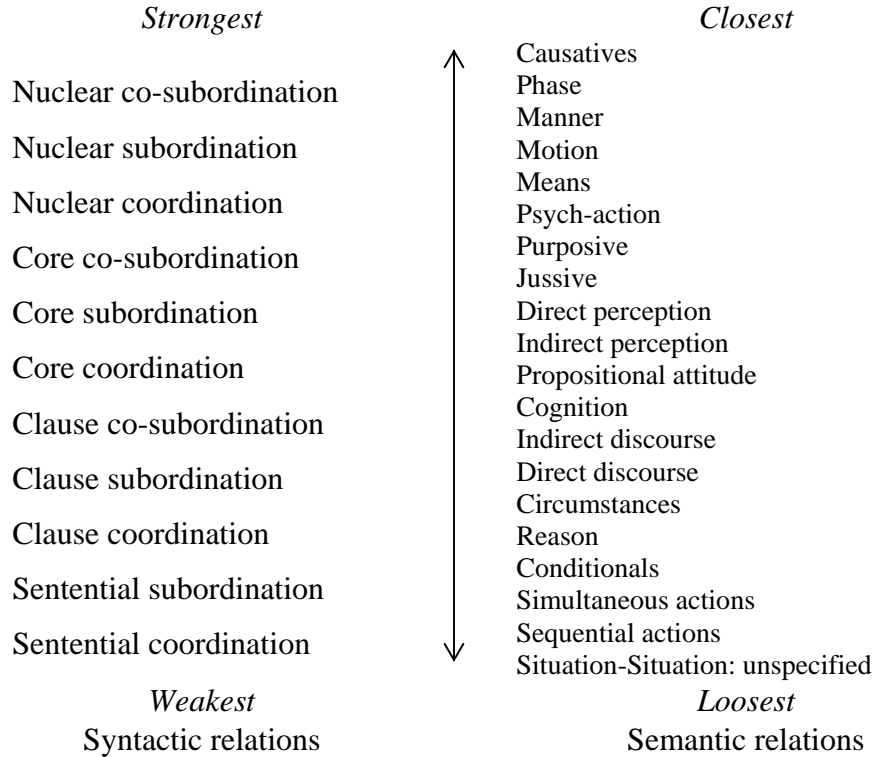 Strongest
Nuclear co-subordination
Nuclear subordination
Nuclear coordination
Core co-subordination
Core subordination
Core coordination
Clause co-subordination
Clause subordination
Clause coordination
Sentential subordination
Sentential coordination
Weakest
Syntactic relations
Closest
Causatives
Phase
Manner
Motion
Means
Psych-action
Purposive
Jussive
Direct perception
Indirect perception
Propositional attitude
Cognition
Indirect discourse
Direct discourse
Circumstances
Reason
Conditionals
Simultaneous actions
Sequential actions
Situation-Situation: unspecified
Loosest
Semantic relations